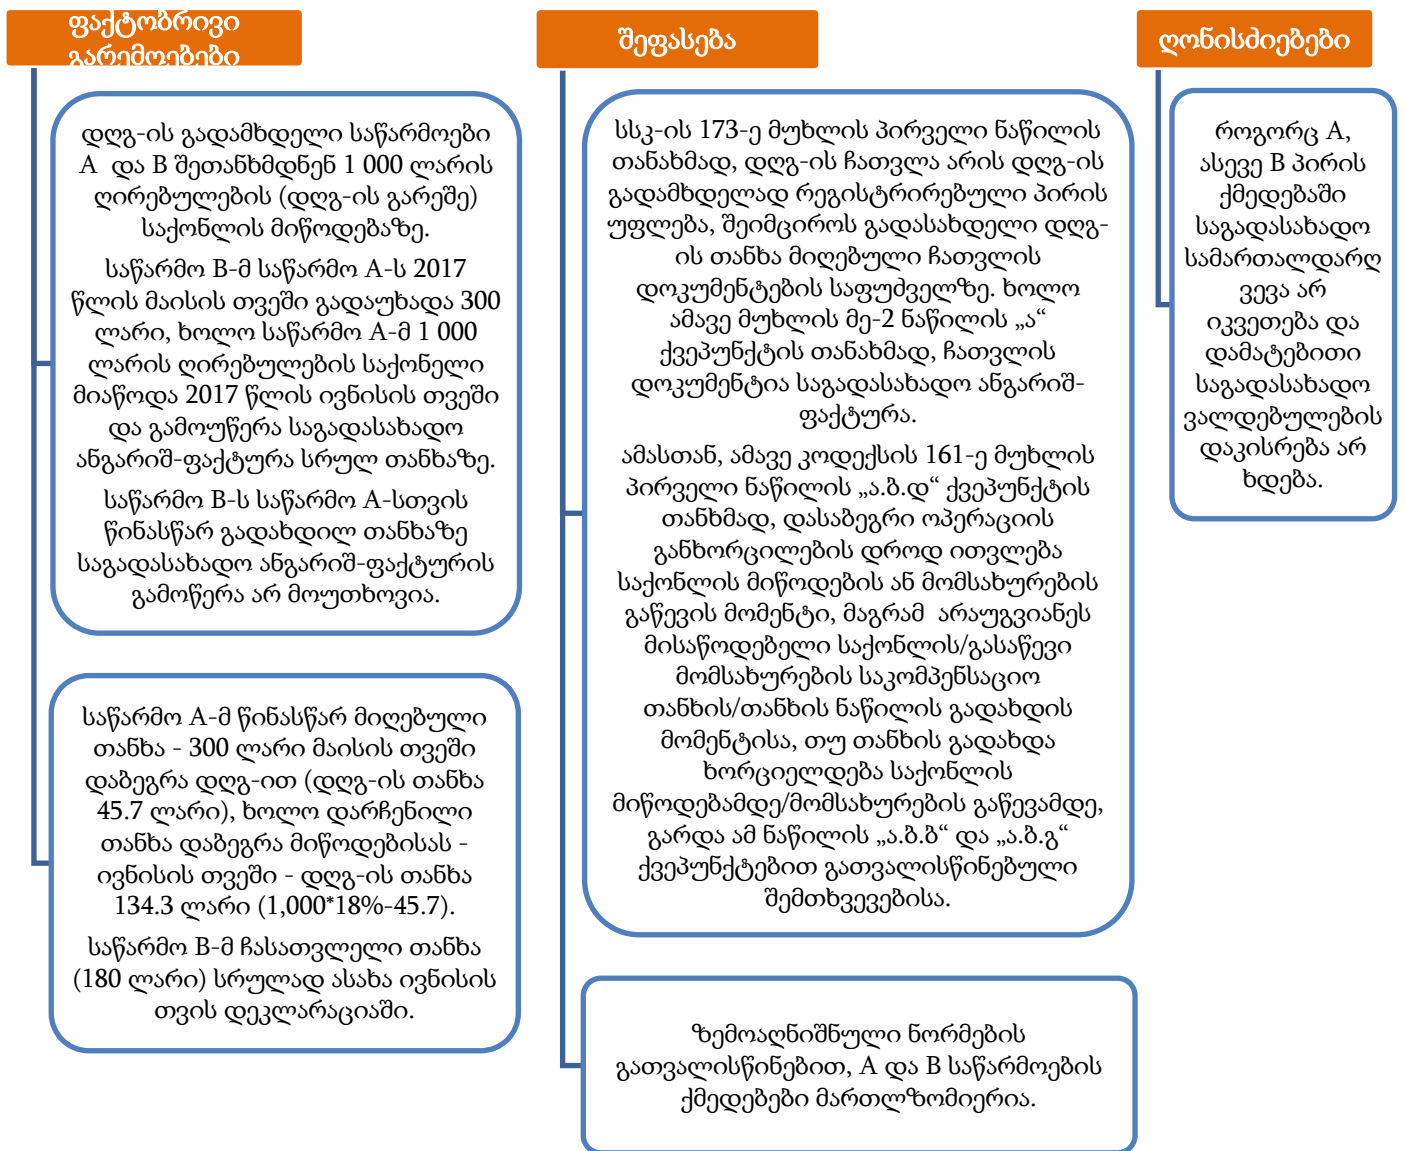 ფაქტობრივი
გარემოებები
დღგ-ის გადამხდელი საწარმოები
A და B შეთანხმდნენ 1 000 ლარის
ღირებულების (დღგ-ის გარეშე)
საქონლის მიწოდებაზე.
საწარმო B-მ საწარმო A-ს 2017
წლის მაისის თვეში გადაუხადა 300
ლარი, ხოლო საწარმო A-მ 1 000
ლარის ღირებულების საქონელი
მიაწოდა 2017 წლის ივნისის თვეში
და გამოუწერა საგადასახადო
ანგარიშ-ფაქტურა სრულ თანხაზე.
საწარმო B-ს საწარმო A-სთვის
წინასწარ გადახდილ თანხაზე
საგადასახადო ანგარიშ-ფაქტურის
გამოწერა არ მოუთხოვია.
საწარმო A-მ წინასწარ მიღებული
თანხა - 300 ლარი მაისის თვეში
დაბეგრა დღგ-ით (დღგ-ის თანხა
45.7 ლარი), ხოლო დარჩენილი
თანხა დაბეგრა მიწოდებისას -
ივნისის თვეში - დღგ-ის თანხა
134.3 ლარი (1,000*18%-45.7).
საწარმო B-მ ჩასათვლელი თანხა
(180 ლარი) სრულად ასახა ივნისის
თვის დეკლარაციაში.
შეფასება
სსკ-ის 173-ე მუხლის პირველი ნაწილის
თანახმად, დღგ-ის ჩათვლა არის დღგ-ის
გადამხდელად რეგისტრირებული პირის
უფლება, შეიმციროს გადასახდელი დღგ-
ის თანხა მიღებული ჩათვლის
დოკუმენტების საფუძველზე. ხოლო
ამავე მუხლის მე-2 ნაწილის „ა“
ქვეპუნქტის თანახმად, ჩათვლის
დოკუმენტია საგადასახადო ანგარიშ-
ფაქტურა.
ამასთან, ამავე კოდექსის 161-ე მუხლის
პირველი ნაწილის „ა.ბ.დ“ ქვეპუნქტის
თანხმად, დასაბეგრი ოპერაციის
განხორცილების დროდ ითვლება
საქონლის მიწოდების ან მომსახურების
გაწევის მომენტი, მაგრამ არაუგვიანეს
მისაწოდებელი საქონლის/გასაწევი
მომსახურების საკომპენსაციო
თანხის/თანხის ნაწილის გადახდის
მომენტისა, თუ თანხის გადახდა
ხორციელდება საქონლის
მიწოდებამდე/მომსახურების გაწევამდე,
გარდა ამ ნაწილის „ა.ბ.ბ“ და „ა.ბ.გ“
ქვეპუნქტებით გათვალისწინებული
შემთხვევებისა.
ზემოაღნიშნული ნორმების
გათვალისწინებით, A და B საწარმოების
ქმედებები მართლზომიერია.
ღონისძიებები
როგორც A,
ასევე B პირის
ქმედებაში
საგადასახადო
სამართალდარღ
ვევა არ
იკვეთება და
დამატებითი
საგადასახადო
ვალდებულების
დაკისრება არ
ხდება.